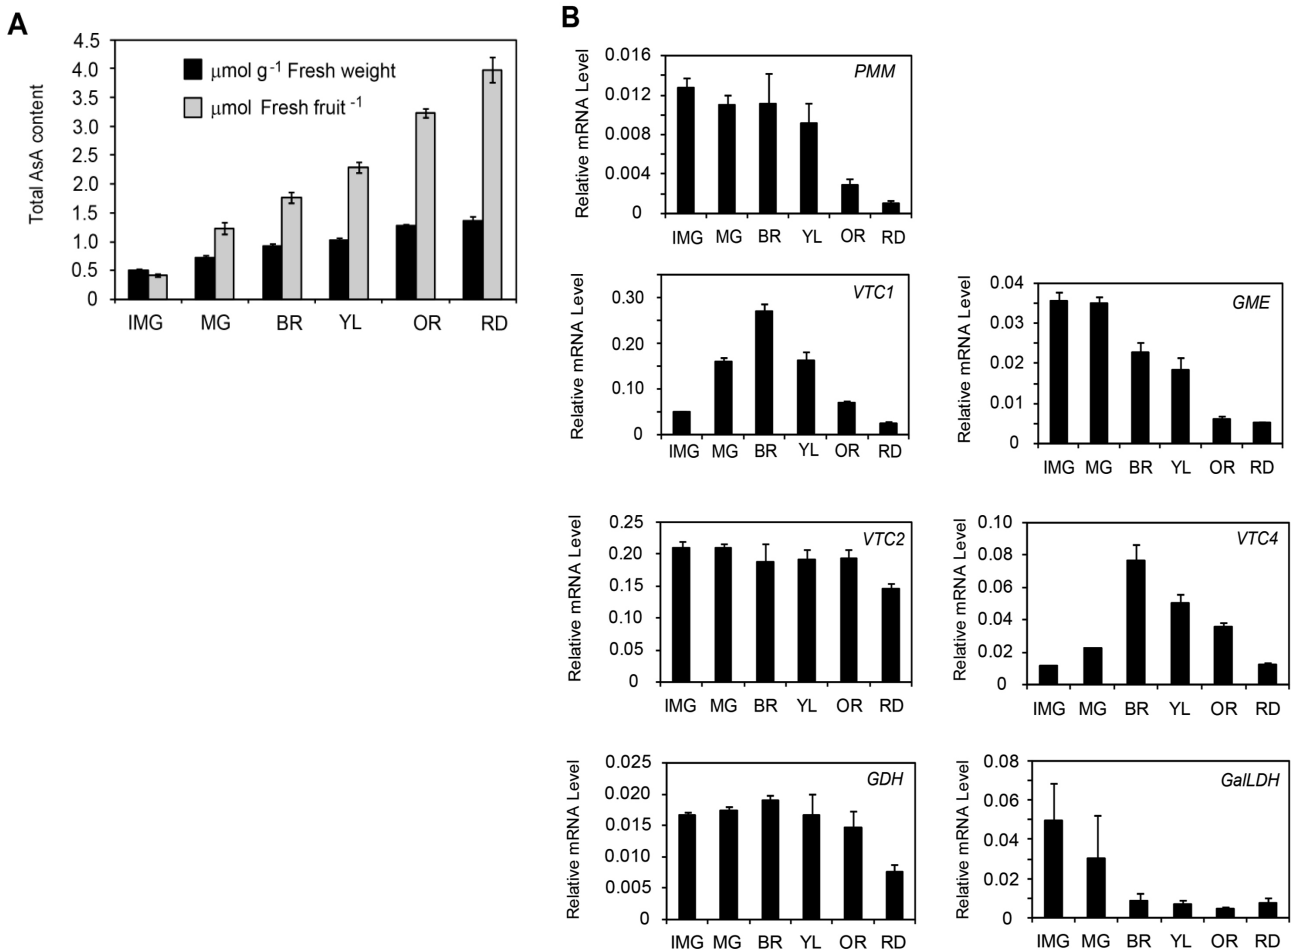 A
Total AsA content
4.5
4.0
3.5
3.0
2.5
2.0
1.5
1.0
0.5
0
μmol g-1 Fresh weight
μmol Fresh fruit -1
IMG MG BR YL OR RD
B
Relative mRNA Level
0.016
0.012
0.008
0.004
0
PMM
IMG MG BR YL OR RD
Relative mRNA Level
0.30
0.20
0.10
0
VTC1
IMG MG BR YL OR RD
Relative mRNA Level
0.04
0.03
0.02
0.01
0
GME
IMG MG BR YL OR RD
Relative mRNA Level
0.25
0.20
0.15
0.10
0.05
0
VTC2
IMG MG BR YL OR RD
Relative mRNA Level
0.10
0.08
0.06
0.04
0.02
0
VTC4
IMG MG BR YL OR RD
Relative mRNA Level
0.025
0.020
0.015
0.010
0.005
0
GDH
IMG MG BR YL OR RD
Relative mRNA Level
0.08
0.06
0.04
0.02
0
GalLDH
IMG MG BR YL OR RD